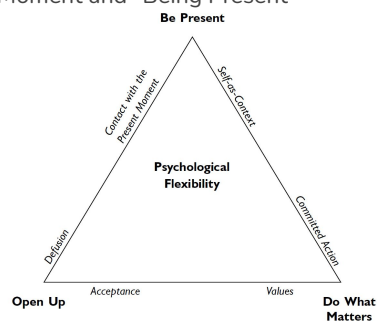 Moment and "Being Present"
Be Present
Contact with the
Present Moment
Self-as-Context
Psychological
Flexibility
Defusion
Committed Action
Acceptance
Values
Open Up
Do What
Matters